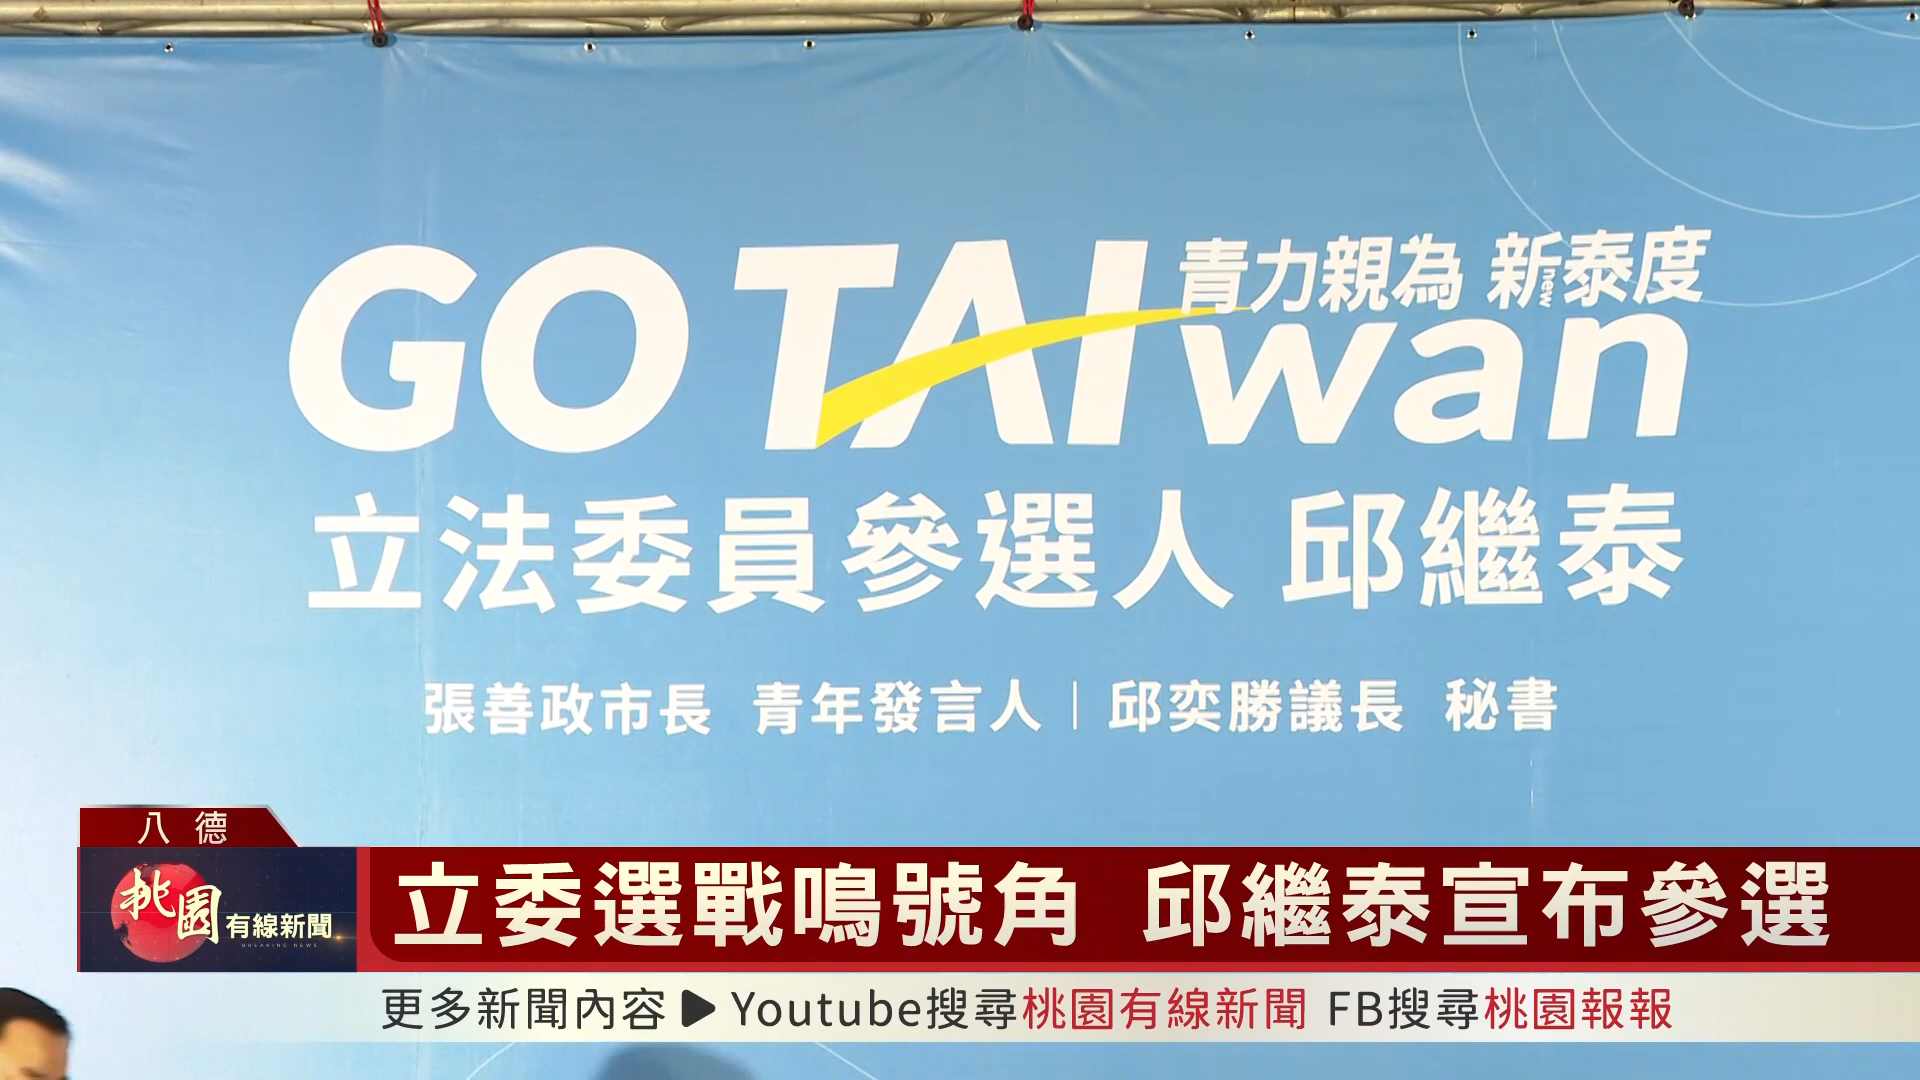 青力親為 新泰度
new
GO TAIwan
立法委員參選人 邱繼泰
張善政市長 青年發言人｜邱奕勝議長 秘書
八德
桃園有線新聞
BREAKING NEWS
立委選戰鳴號角 邱繼泰宣布參選
更多新聞內容▶Youtube搜尋桃園有線新聞 FB搜尋桃園報報